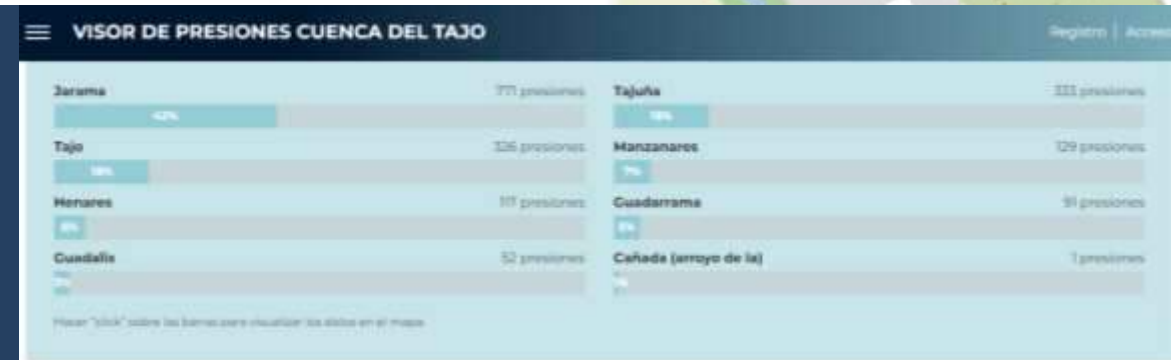 VISOR DE PRESIONES CUENCA DEL TAJO
Registro | Acceso
Jarama 771 presiones
42%
Tajuña 333 presiones
18%
Tajo 326 presiones
18%
Manzanares 129 presiones
7%
Henares 117 presiones
6%
Guadarrama 91 presiones
5%
Guadalix 52 presiones
Cañada (arroyo de la) 1 presiones
Hacer "click" sobre las barras para visualizar los datos en el mapa